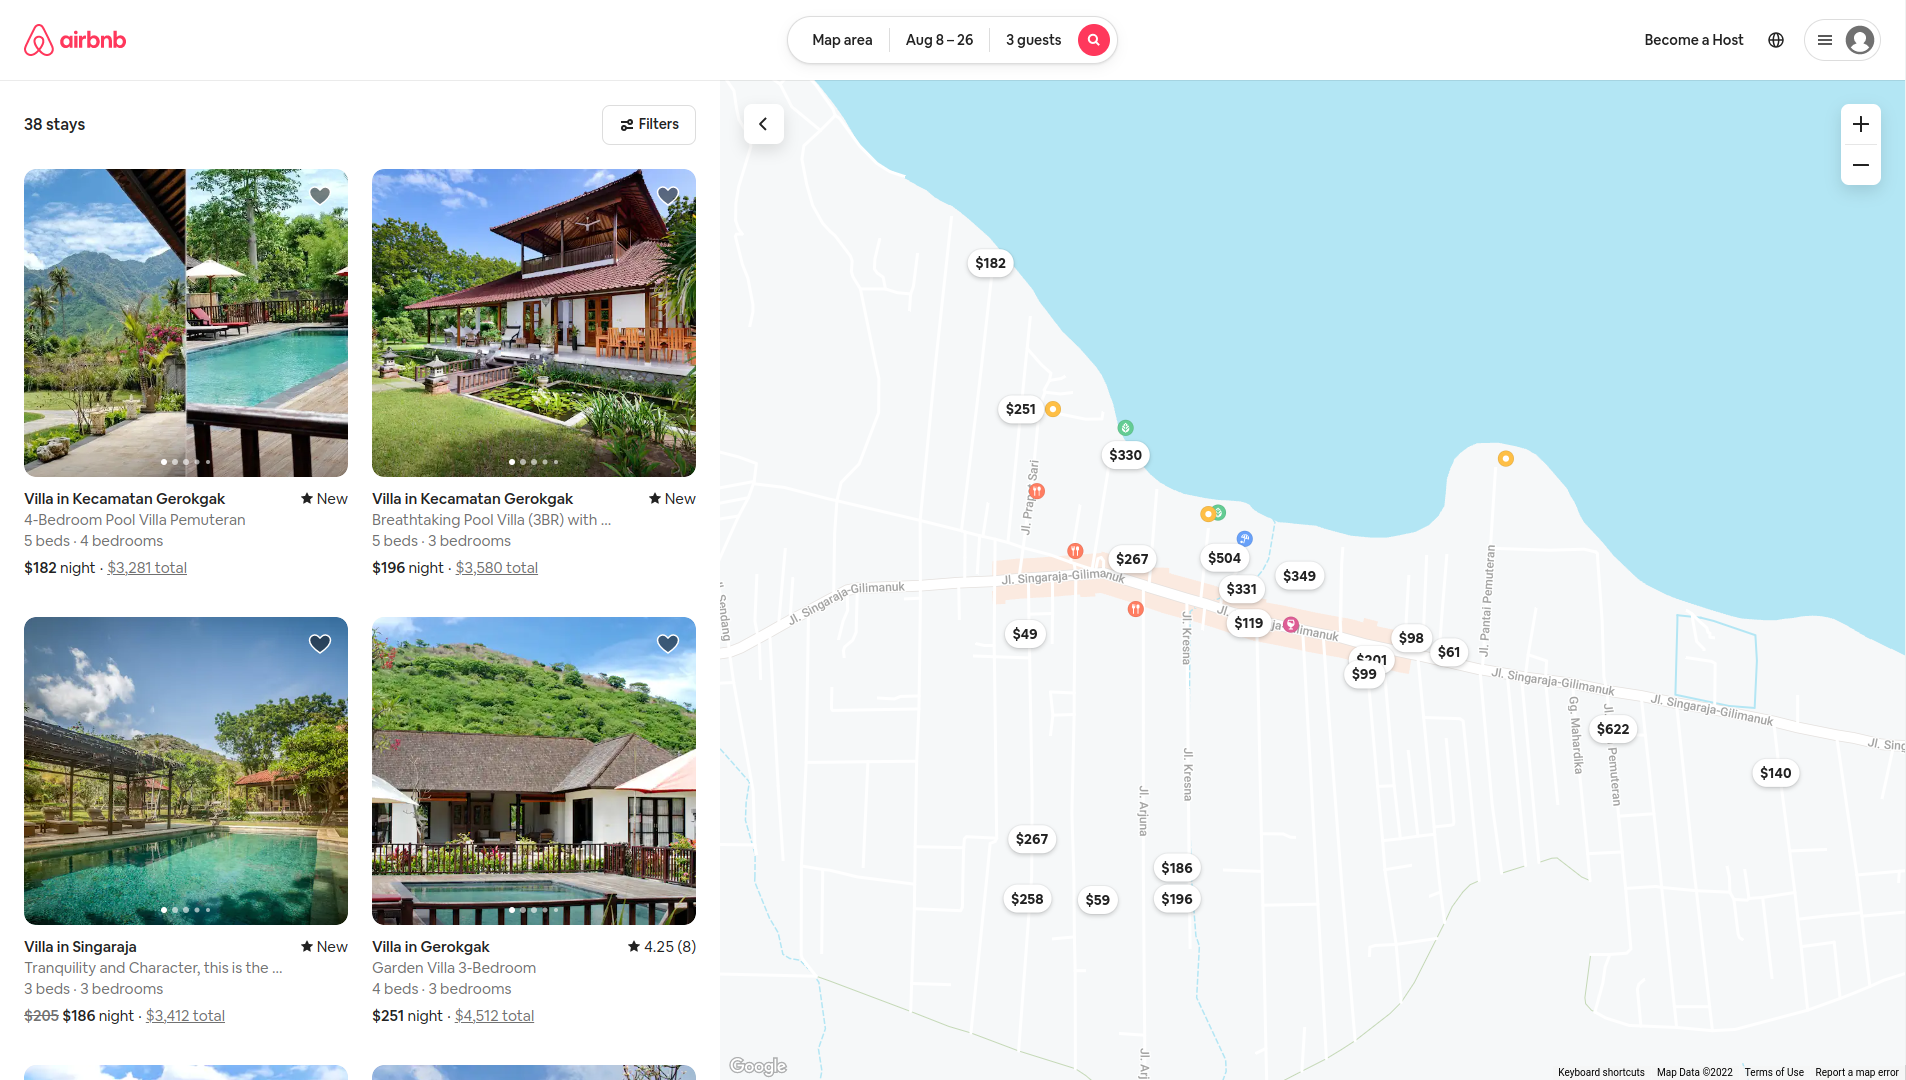 airbnb
Map area
Aug 8 – 26
3 guests
Become a Host
38 stays
Filters
Villa in Kecamatan Gerokgak
New
4-Bedroom Pool Villa Pemuteran
5 beds · 4 bedrooms
$182 night · $3,281 total
Villa in Kecamatan Gerokgak
New
Breathtaking Pool Villa (3BR) with ...
5 beds · 3 bedrooms
$196 night · $3,580 total
Villa in Singaraja
New
Tranquility and Character, this is the ...
3 beds · 3 bedrooms
$205 $186 night · $3,412 total
Villa in Gerokgak
4.25 (8)
Garden Villa 3-Bedroom
4 beds · 3 bedrooms
$251 night · $4,512 total
$182
$251
$330
Sari
$267
$504
$349
$331
Jl. Singaraja-Gilimanuk
Jl. Singaraja-Gilimanuk
Sendang
$49
Jl. Kresna
$119
Jl. Pantai Pemuteran
$98
$61
$201
$99
Jl. Singaraja-Gilimanuk
Jl. Singaraja-Gilimanuk
Gg. Mahardika
$622
Pemuteran
Jl. Sing
$140
Jl. Kresna
Jl. Arjuna
$267
$186
$258
$59
$196
Google
Keyboard shortcuts
Map Data ©2022
Terms of Use
Report a map error